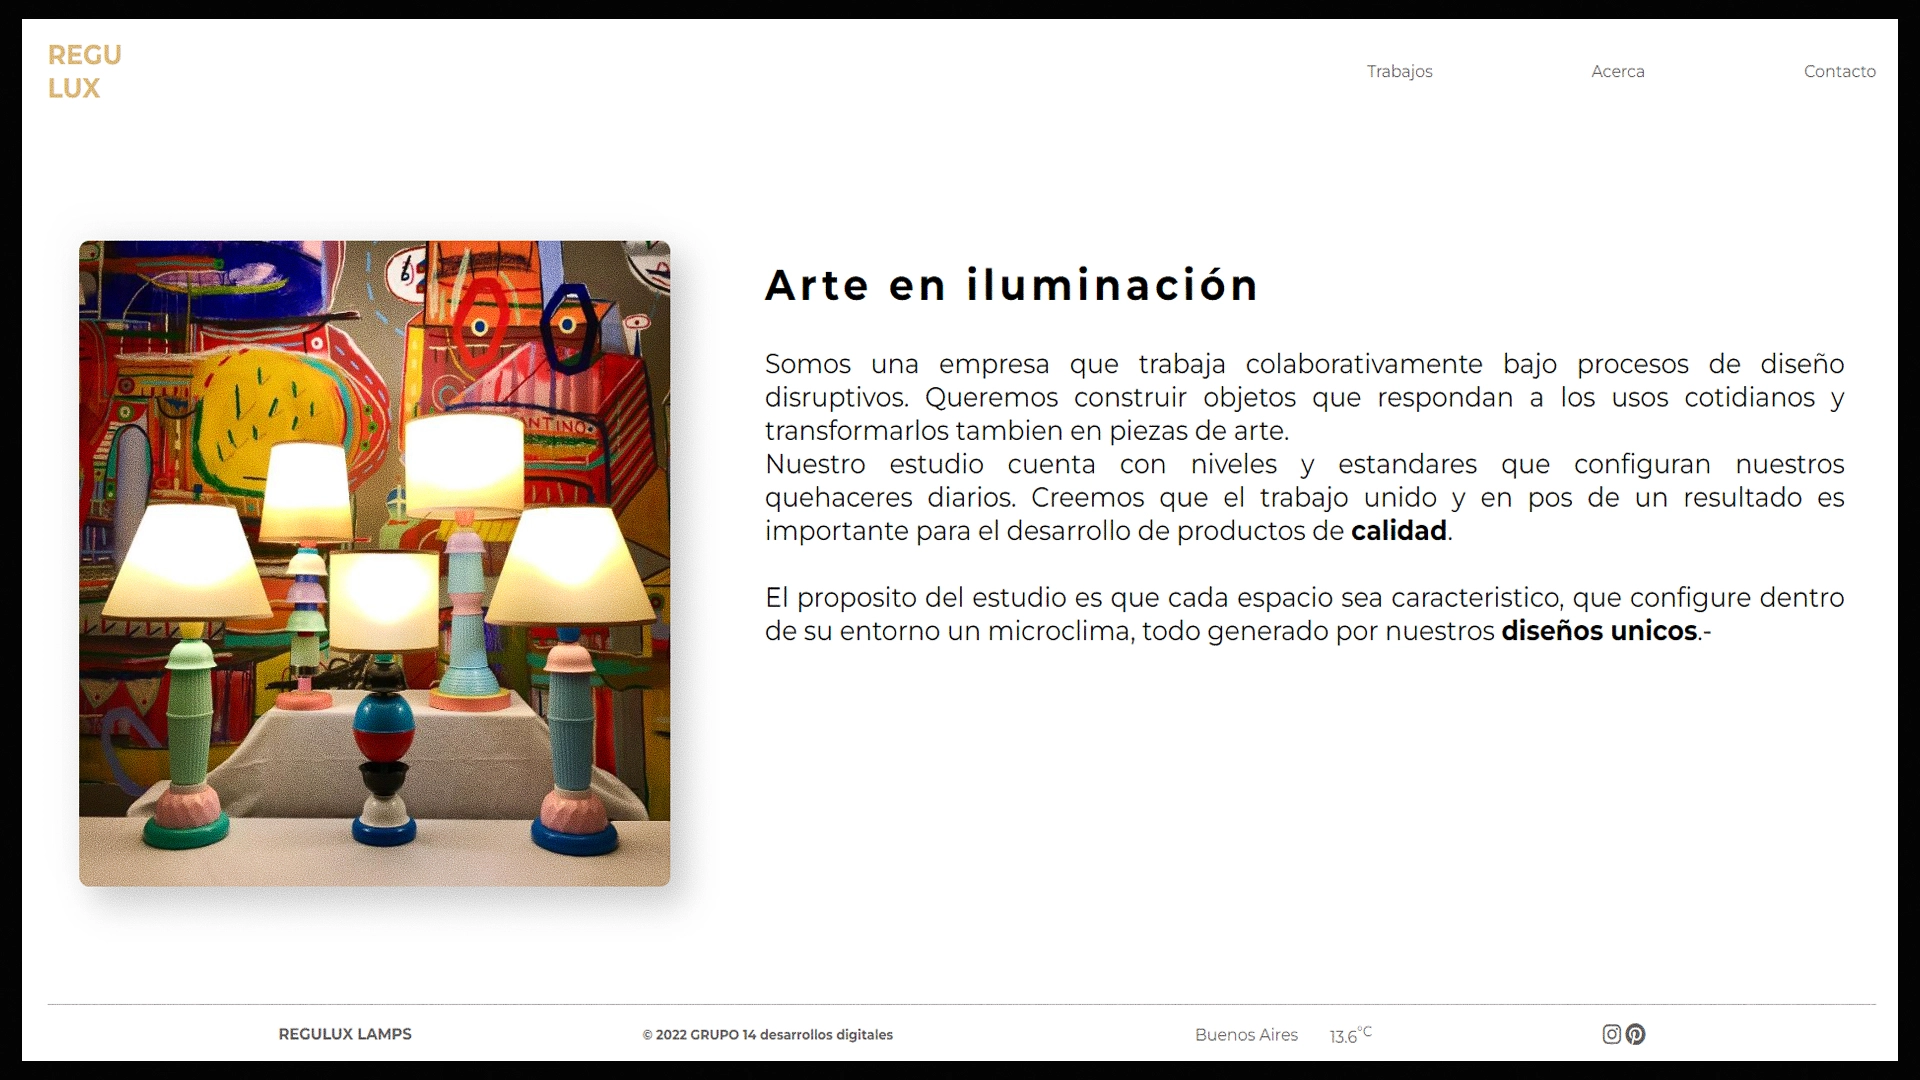 REGU
LUX
Trabajos
Acerca
Contacto
ANTINO
Arte en iluminación
Somos una empresa que trabaja colaborativamente bajo procesos de diseño
disruptivos. Queremos construir objetos que respondan a los usos cotidianos y
transformarlos tambien en piezas de arte.
Nuestro estudio cuenta con niveles y estandares que configuran nuestros
quehaceres diarios. Creemos que el trabajo unido y en pos de un resultado es
importante para el desarrollo de productos de calidad.
El proposito del estudio es que cada espacio sea caracteristico, que configure dentro
de su entorno un microclima, todo generado por nuestros diseños unicos.-
REGULUX LAMPS
© 2022 GRUPO 14 desarrollos digitales
Buenos Aires
13.6°C